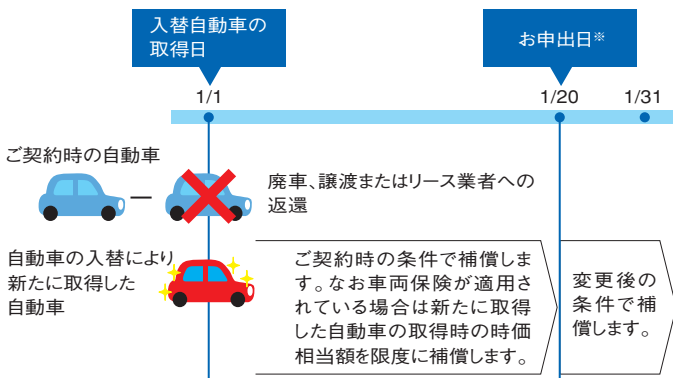 入替自動車の
取得日
お申出日※
1/1
1/20
1/31
ご契約時の自動車
廃車、譲渡またはリース業者への
返還
自動車の入替により
新たに取得した
自動車
ご契約時の条件で補償しま
す。なお車両保険が適用さ
れている場合は新たに取得
した自動車の取得時の時価
相当額を限度に補償します。
変更後の
条件で補
償します。